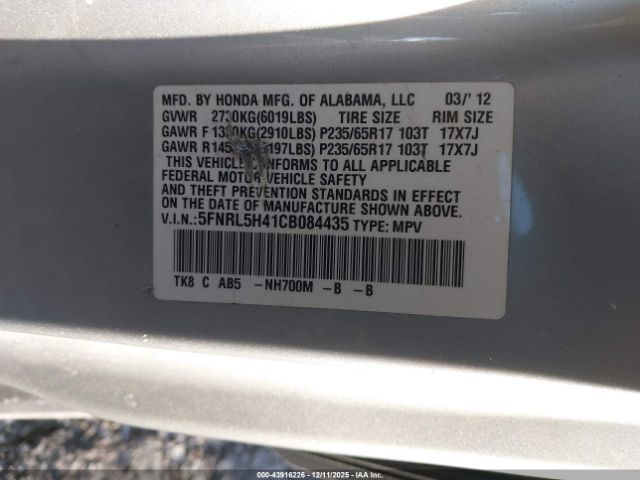 MFD. BY HONDA MFG. OF ALABAMA, LLC 03/'12
GVWR 2730KG(6019LBS) TIRE SIZE RIM SIZE
GAWR F (2910LBS) P235/65R17 103T 17X7J
GAWR R P235/65R17 103T 17X7J
THIS VEHICLE CONFORMS TO ALL APPLICABLE
FEDERAL MOTOR VEHICLE SAFETY
AND THEFT PREVENTION STANDARDS IN EFFECT
ON THE DATE OF MANUFACTURE SHOWN ABOVE.
V.I.N.:5FNRL5H41CB084435 TYPE: MPV
TK8 C AB5 -NH700M -B -B
000-43916226 - 12/11/2025 - IAA Inc.